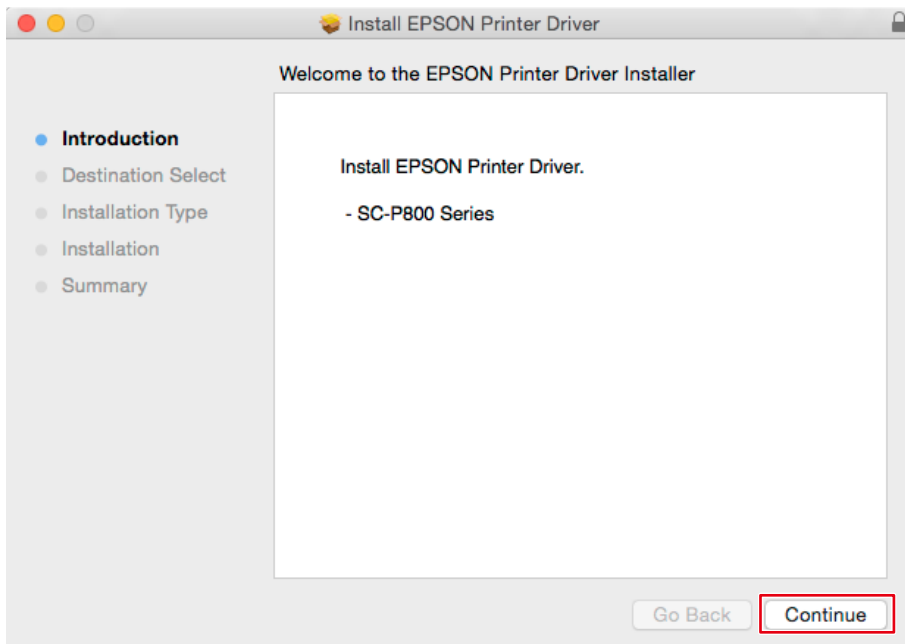 Install EPSON Printer Driver
Welcome to the EPSON Printer Driver Installer
Introduction
Destination Select
Installation Type
Installation
Summary
Install EPSON Printer Driver.
- SC-P800 Series
Go Back
Continue